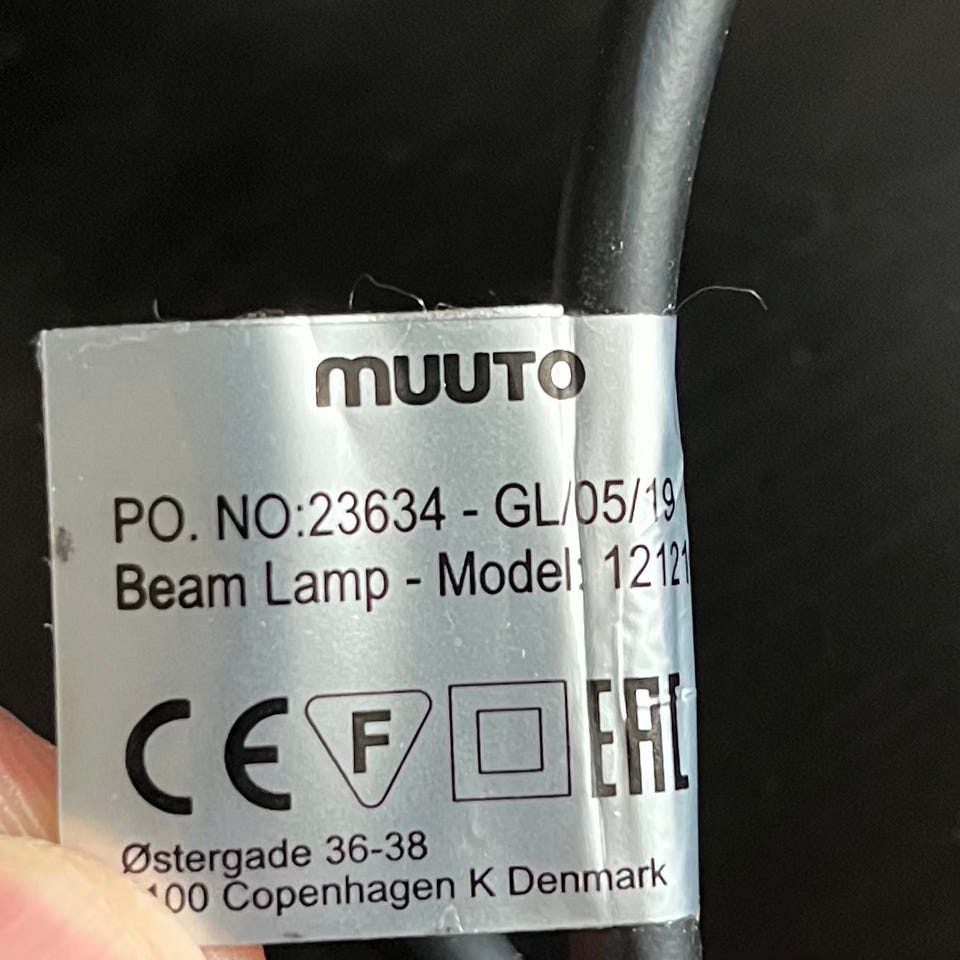 muuto
PO. NO:23634 - GL/05/19
Beam Lamp - Model: 12121
CE F EAC
Østergade 36-38
100 Copenhagen K Denmark